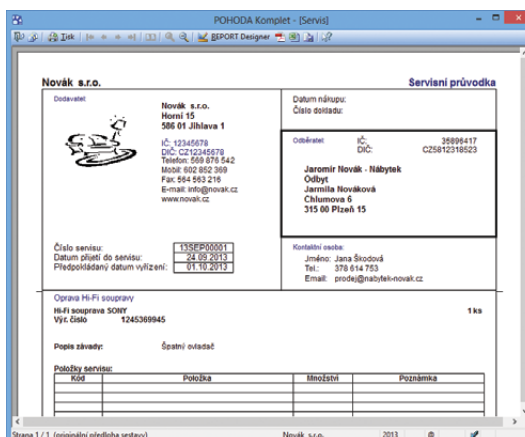 POHODA Komplet - [Servis]
Tisk
REPORT Designer
Novák s.r.o.
Servisní průvodka
Dodavatel:
Novák s.r.o.
Horní 15
586 01 Jihlava 1
IČ: 12345678
DIČ: CZ12345678
Telefon: 569 876 542
Mobil: 602 852 369
Fax: 564 563 216
E-mail: info@novak.cz
www.novak.cz
Datum nákupu:
Číslo dokladu:
Odběratel: IČ: 35896417
DIČ: CZ5812318523
Jaromír Novák - Nábytek
Odbyt
Jarmila Nováková
Chlumova 6
315 00 Plzeň 15
Číslo servisu: 13SEP00001
Datum přijetí do servisu: 24.09.2013
Předpokládaný datum vyřízení: 01.10.2013
Kontaktní osoba:
Jméno: Jana Škodová
Tel.: 378 614 753
Email: prodej@nabytek-novak.cz
Oprava Hi-Fi soupravy
Hi-Fi souprava SONY 1 ks
Výr. číslo 1245369945
Popis závady: Špatný ovladač
Položky servisu:
Kód Položka Množství Poznámka
Strana 1 / 1 (originální předloha sestavy) Novák s.r.o. 2013